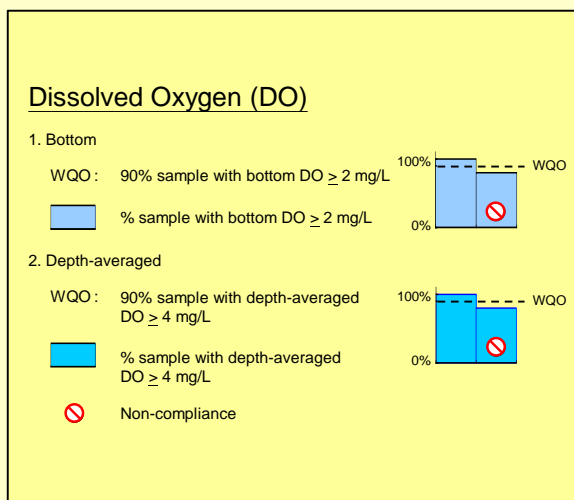 Dissolved Oxygen (DO)
1. Bottom
WQO : 90% sample with bottom DO ≥ 2 mg/L
% sample with bottom DO ≥ 2 mg/L
100%
WQO
0%
2. Depth-averaged
WQO : 90% sample with depth-averaged
DO ≥ 4 mg/L
% sample with depth-averaged
DO ≥ 4 mg/L
100%
WQO
0%
Non-compliance